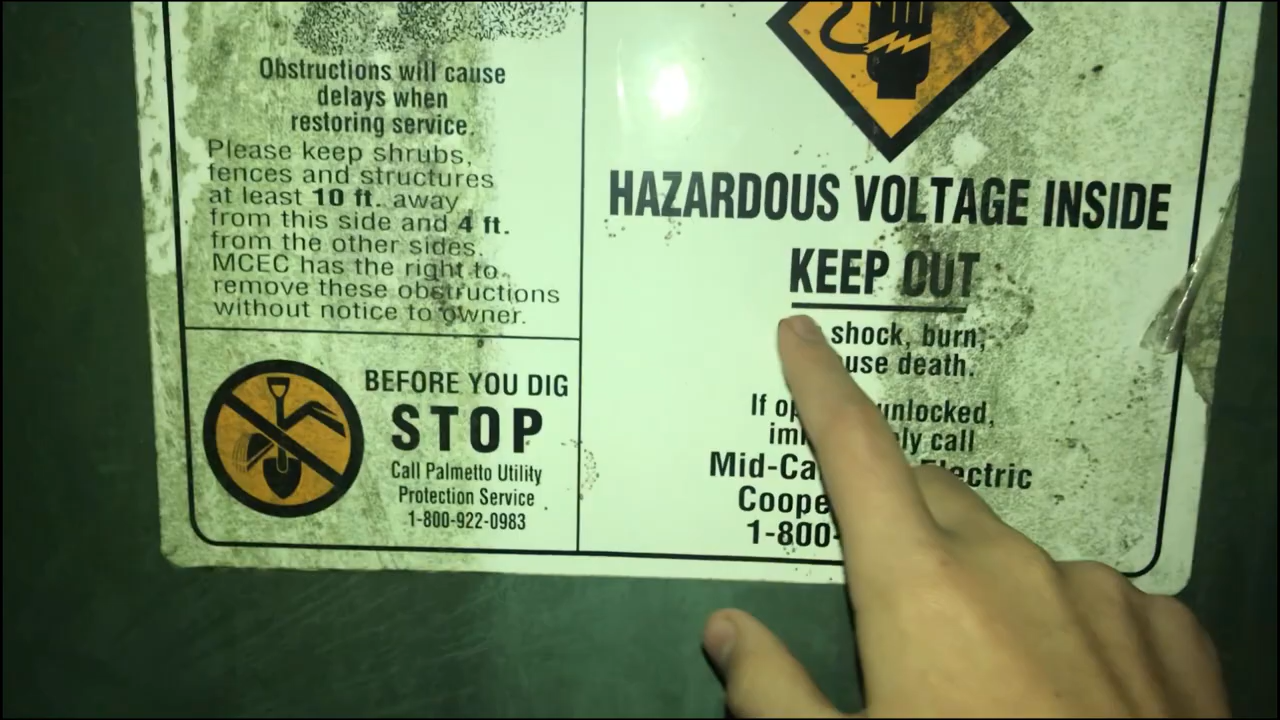 Obstructions will cause
delays when
restoring service.
Please keep shrubs,
fences and structures
at least 10 ft. away
from this side and 4 ft.
from the other sides.
MCEC has the right to
remove these obstructions
without notice to owner.
BEFORE YOU DIG
STOP
Call Palmetto Utility
Protection Service
1-800-922-0983
HAZARDOUS VOLTAGE INSIDE
KEEP OUT
shock, burn,
death.
If unlocked,
call
Electric
1-800-